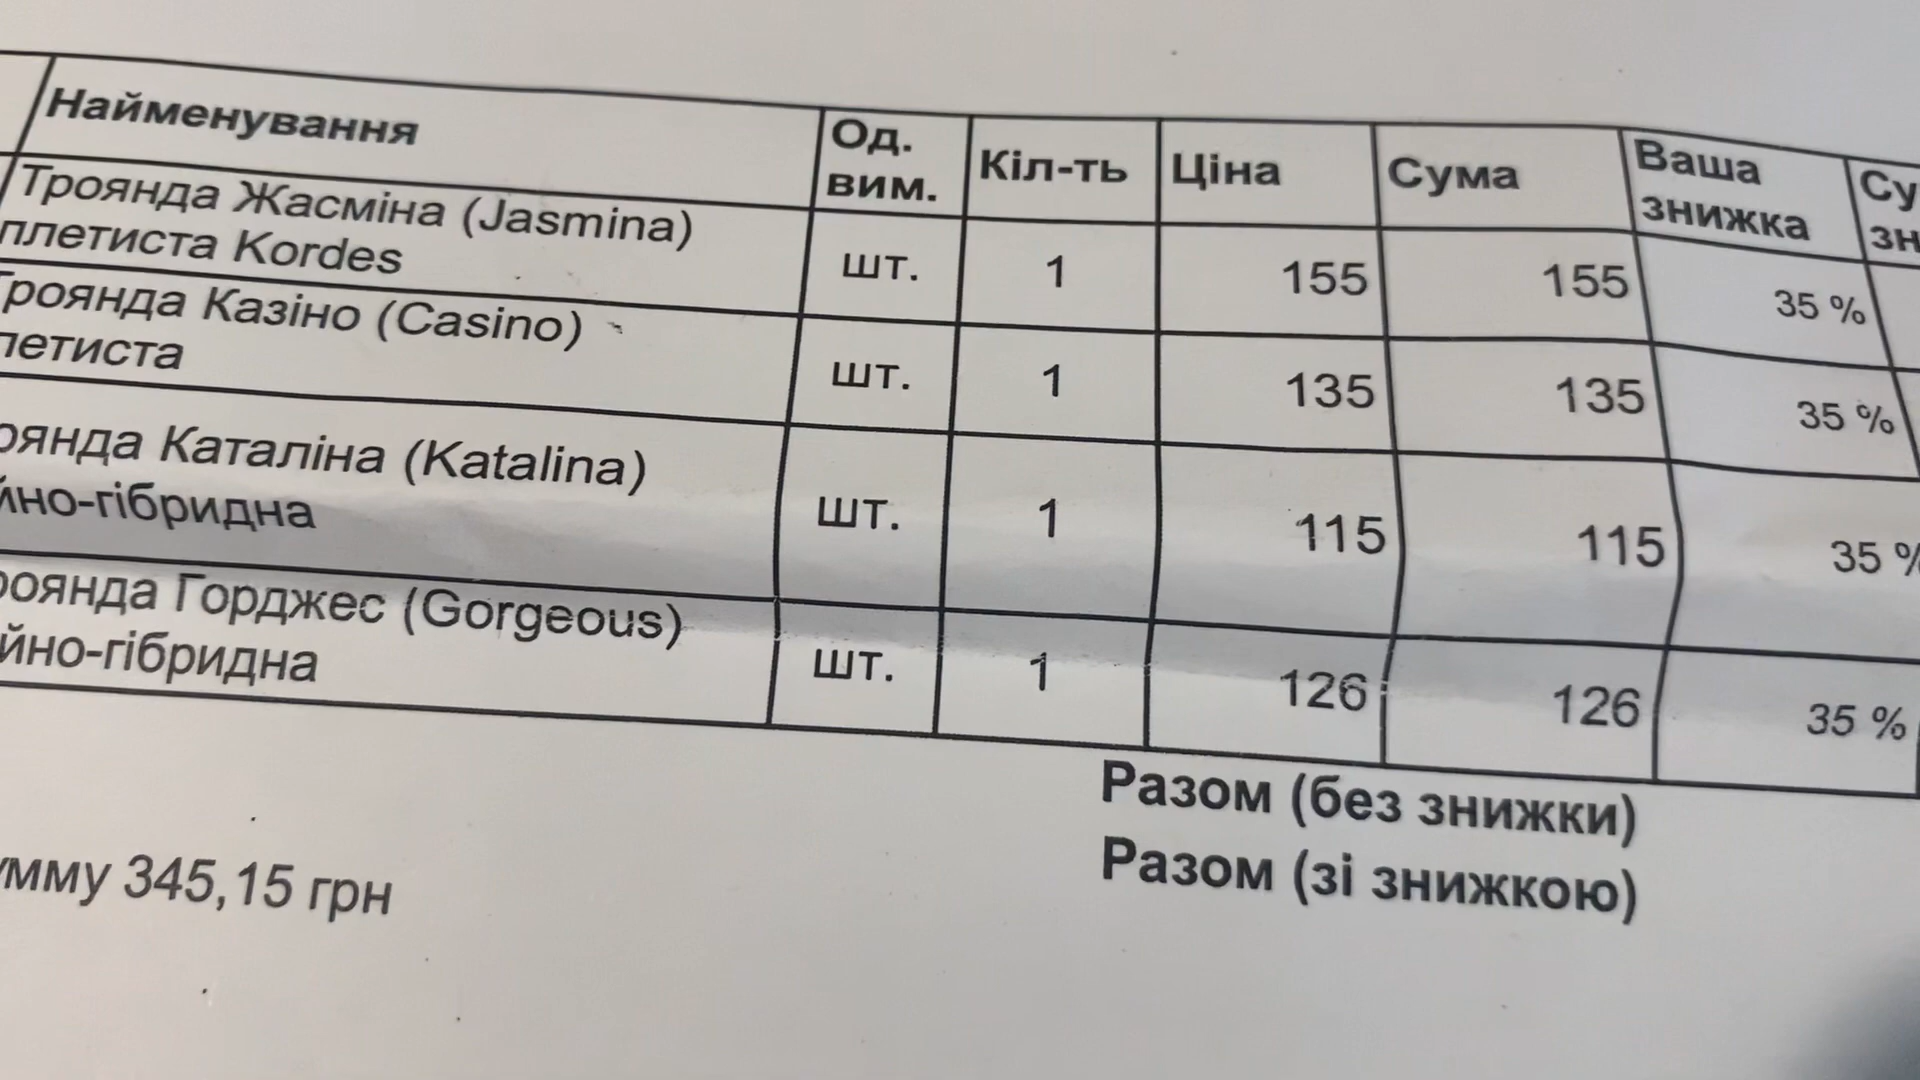 Найменування
Од.
вим.
Кіл-ть
Ціна
Сума
Ваша
знижка
Троянда Жасміна (Jasmina)
плетиста Kordes
шт.
1
155
155
35 %
Троянда Казіно (Casino)
летиста
шт.
1
135
135
35 %
оянда Каталіна (Katalina)
йно-гібридна
шт.
1
115
115
35 %
роянда Горджес (Gorgeous)
йно-гібридна
шт.
1
126
126
35 %
Разом (без знижки)
Разом (зі знижкою)
умму 345,15 грн